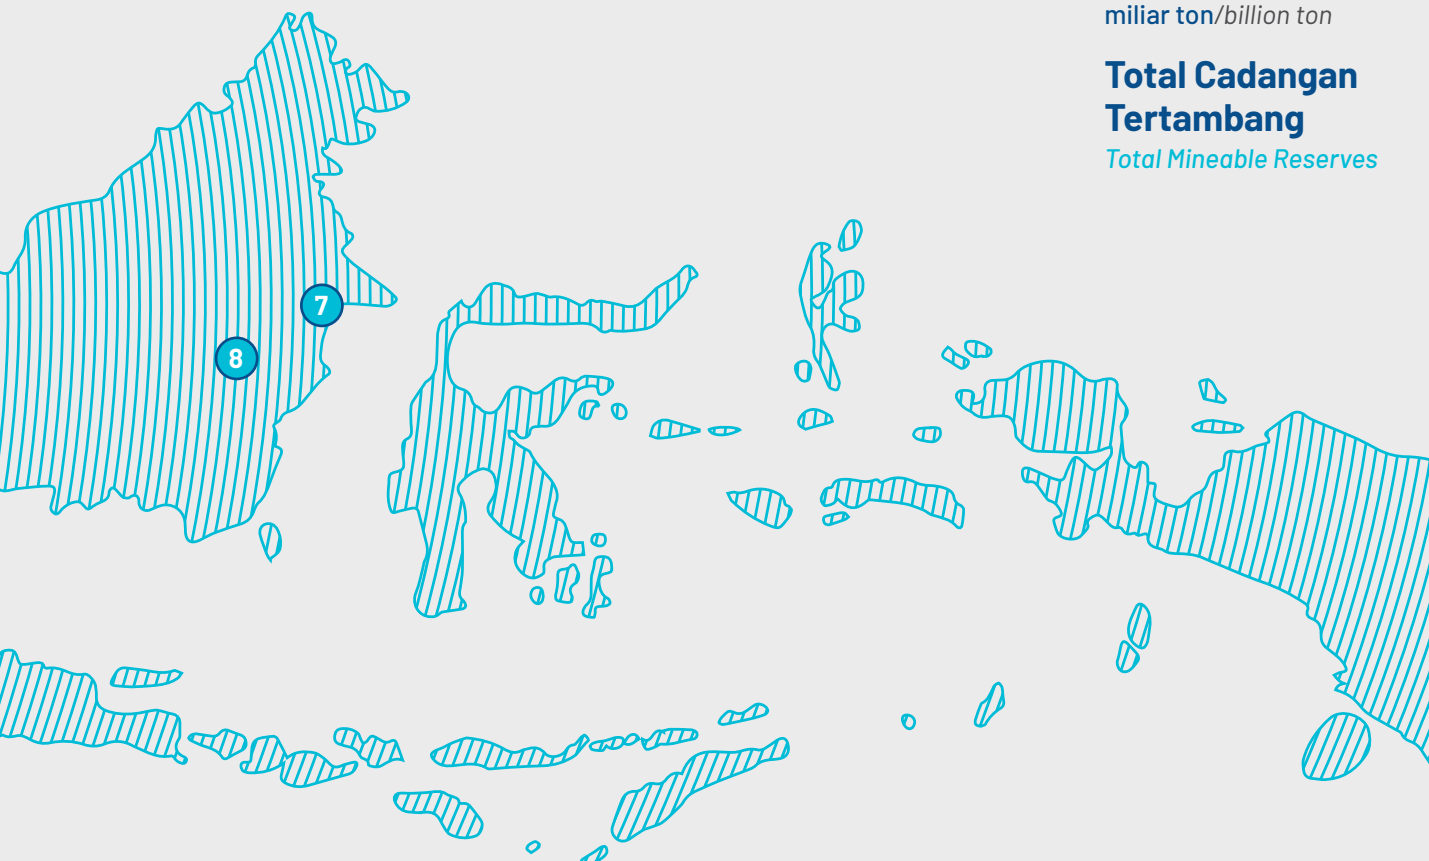 miliar ton/billion ton
Total Cadangan
Tertambang
Total Mineable Reserves
7
8